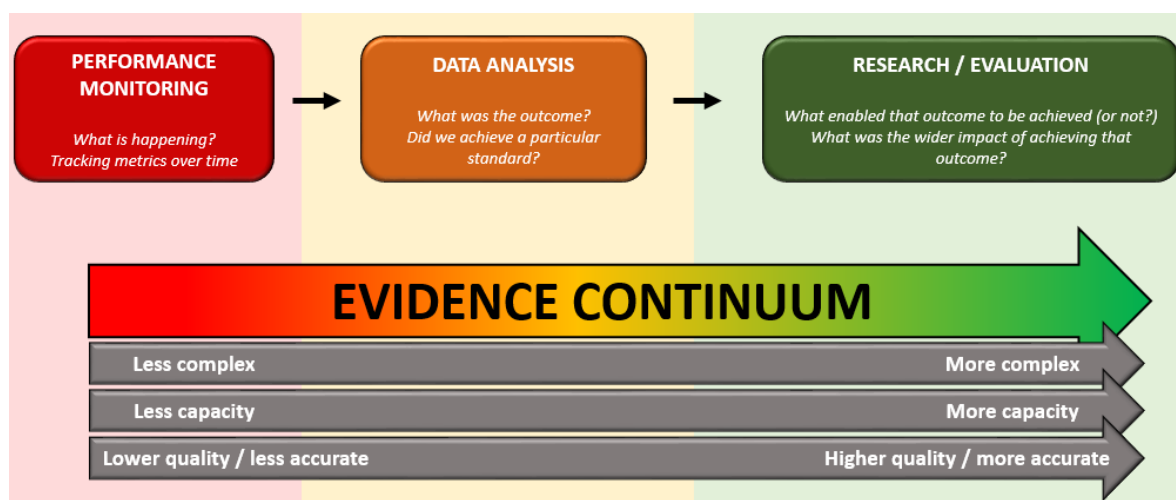 PERFORMANCE
MONITORING
What is happening?
Tracking metrics over time
DATA ANALYSIS
What was the outcome?
Did we achieve a particular
standard?
RESEARCH / EVALUATION
What enabled that outcome to be achieved (or not?)
What was the wider impact of achieving that
outcome?
EVIDENCE CONTINUUM
Less complex
More complex
Less capacity
More capacity
Lower quality / less accurate
Higher quality / more accurate